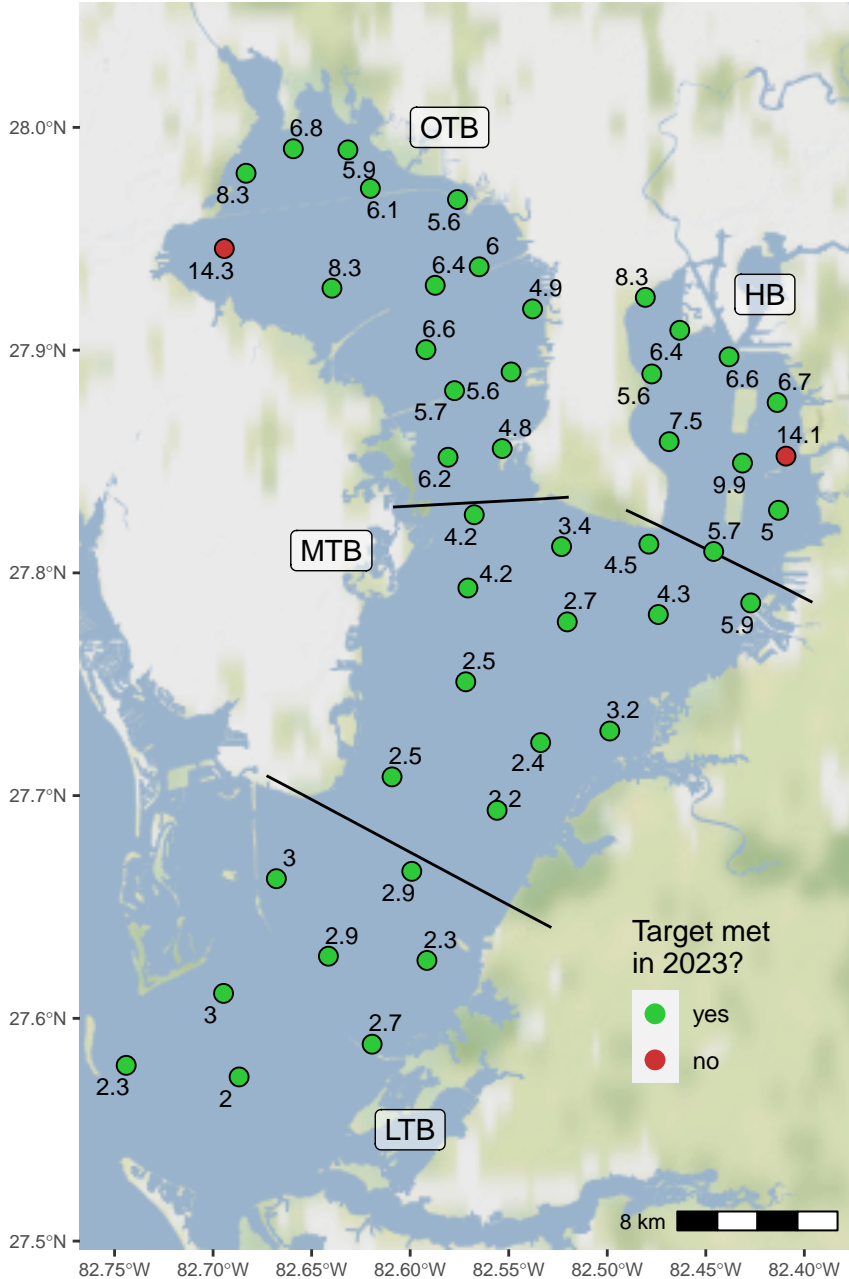 28.0°N
27.9°N
27.8°N
27.7°N
27.6°N
27.5°N
OTB
6.8
5.9
8.3
6.1
5.6
6
14.3
8.3
6.4
4.9
6.6
5.6
5.7
4.8
6.2
HB
8.3
6.4
6.6
5.6
6.7
7.5
14.1
9.9
5
5.7
MTB
4.2
3.4
4.5
4.2
2.7
4.3
5.9
2.5
3.2
2.4
2.5
2.2
3
2.9
2.9
2.3
3
2.7
2.3
2
LTB
Target met
in 2023?
yes
no
8 km
82.75°W
82.70°W
82.65°W
82.60°W
82.55°W
82.50°W
82.45°W
82.40°W